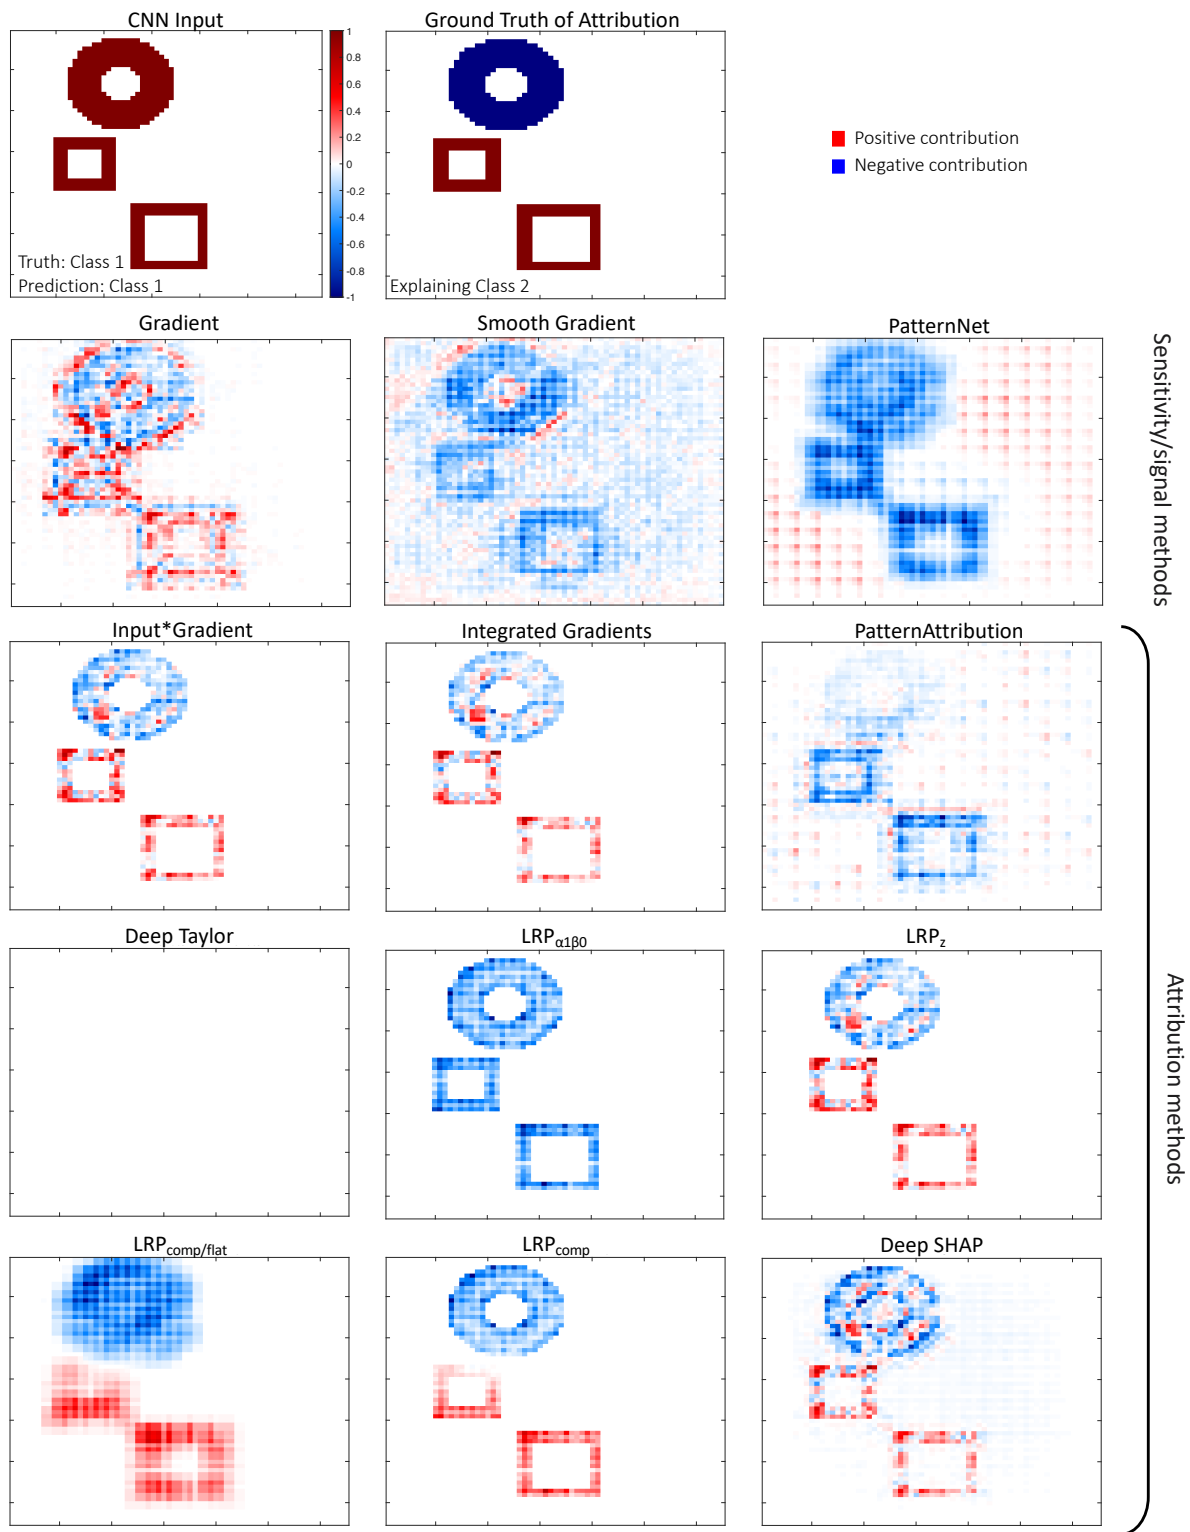 CNN Input
Ground Truth of Attribution
1
0.8
0.6
0.4
0.2
0
-0.2
-0.4
-0.6
-0.8
-1
Truth: Class 1
Prediction: Class 1
Explaining Class 2
Positive contribution
Negative contribution
Gradient
Smooth Gradient
PatternNet
Sensitivity/signal methods
Input*Gradient
Integrated Gradients
PatternAttribution
Deep Taylor
LRPα1β0
LRPz
Attribution methods
LRPcomp/flat
LRPcomp
Deep SHAP